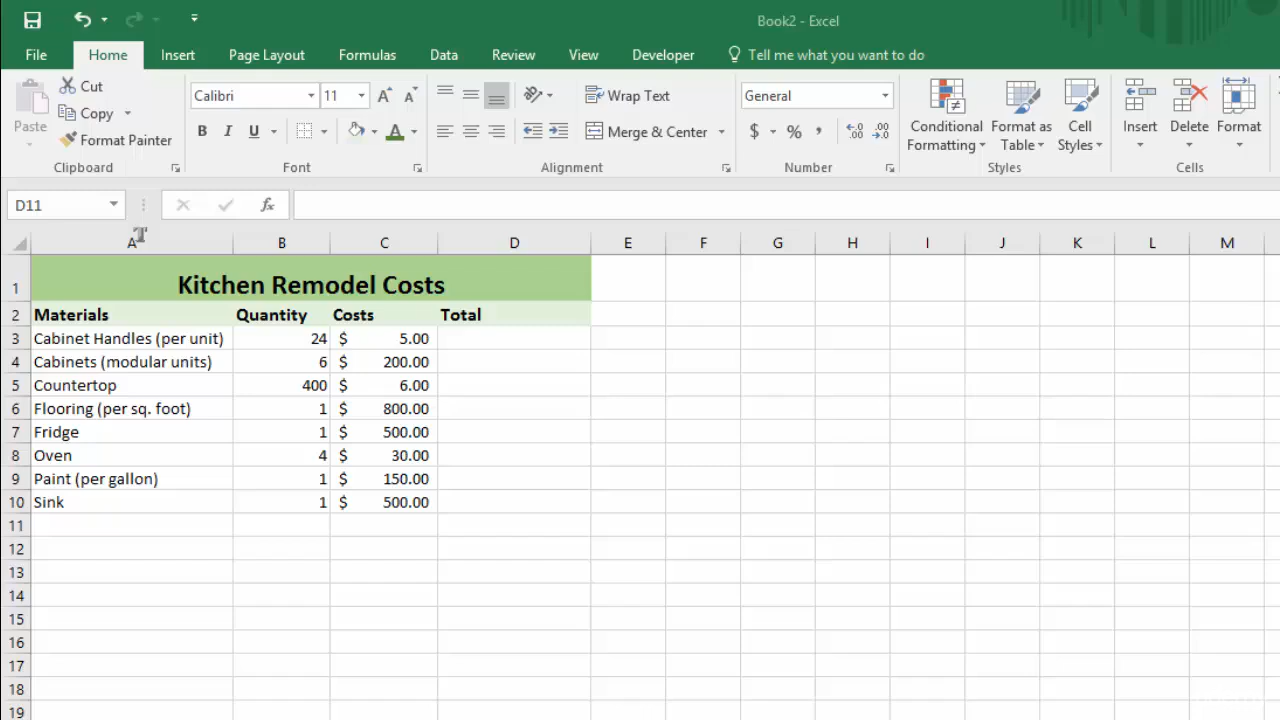 Book2 - Excel
File Home Insert Page Layout Formulas Data Review View Developer Tell me what you want to do
Paste
Cut
Copy
Format Painter
Clipboard
Calibri 11
B I U
Font
Wrap Text
Merge & Center
Alignment
General
$ % ,
Number
Conditional Formatting
Format as Table
Cell Styles
Styles
Insert
Delete
Format
Cells
D11 fx
A B C D E F G H I J K L M
1 Kitchen Remodel Costs
2 Materials Quantity Costs Total
3 Cabinet Handles (per unit) 24 $ 5.00
4 Cabinets (modular units) 6 $ 200.00
5 Countertop 400 $ 6.00
6 Flooring (per sq. foot) 1 $ 800.00
7 Fridge 1 $ 500.00
8 Oven 4 $ 30.00
9 Paint (per gallon) 1 $ 150.00
10 Sink 1 $ 500.00
11
12
13
14
15
16
17
18
19